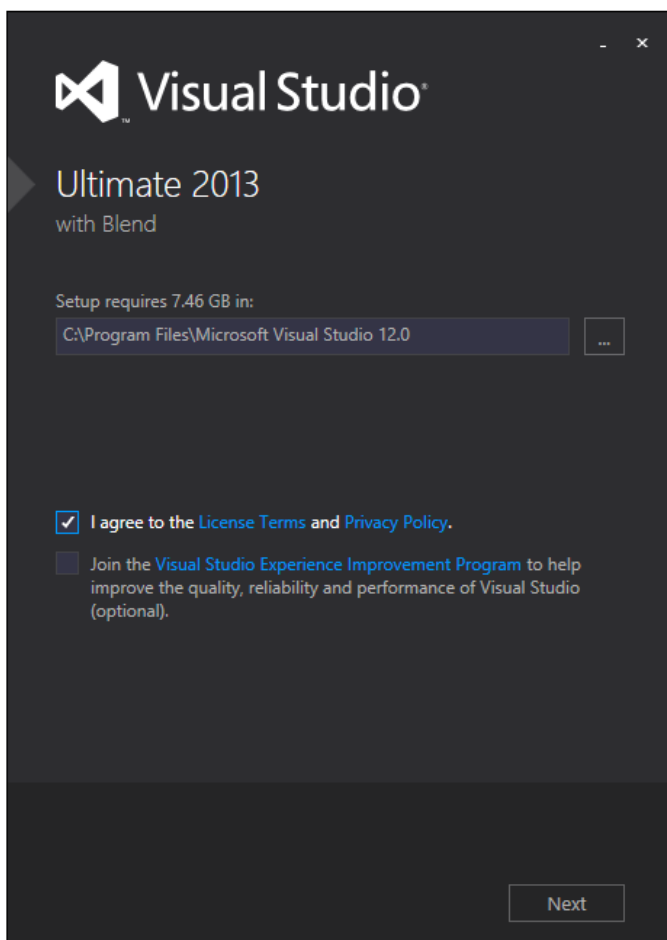 Visual Studio®
™
Ultimate 2013
with Blend
Setup requires 7.46 GB in:
C:\Program Files\Microsoft Visual Studio 12.0
...
I agree to the License Terms and Privacy Policy.
Join the Visual Studio Experience Improvement Program to help
improve the quality, reliability and performance of Visual Studio
(optional).
Next